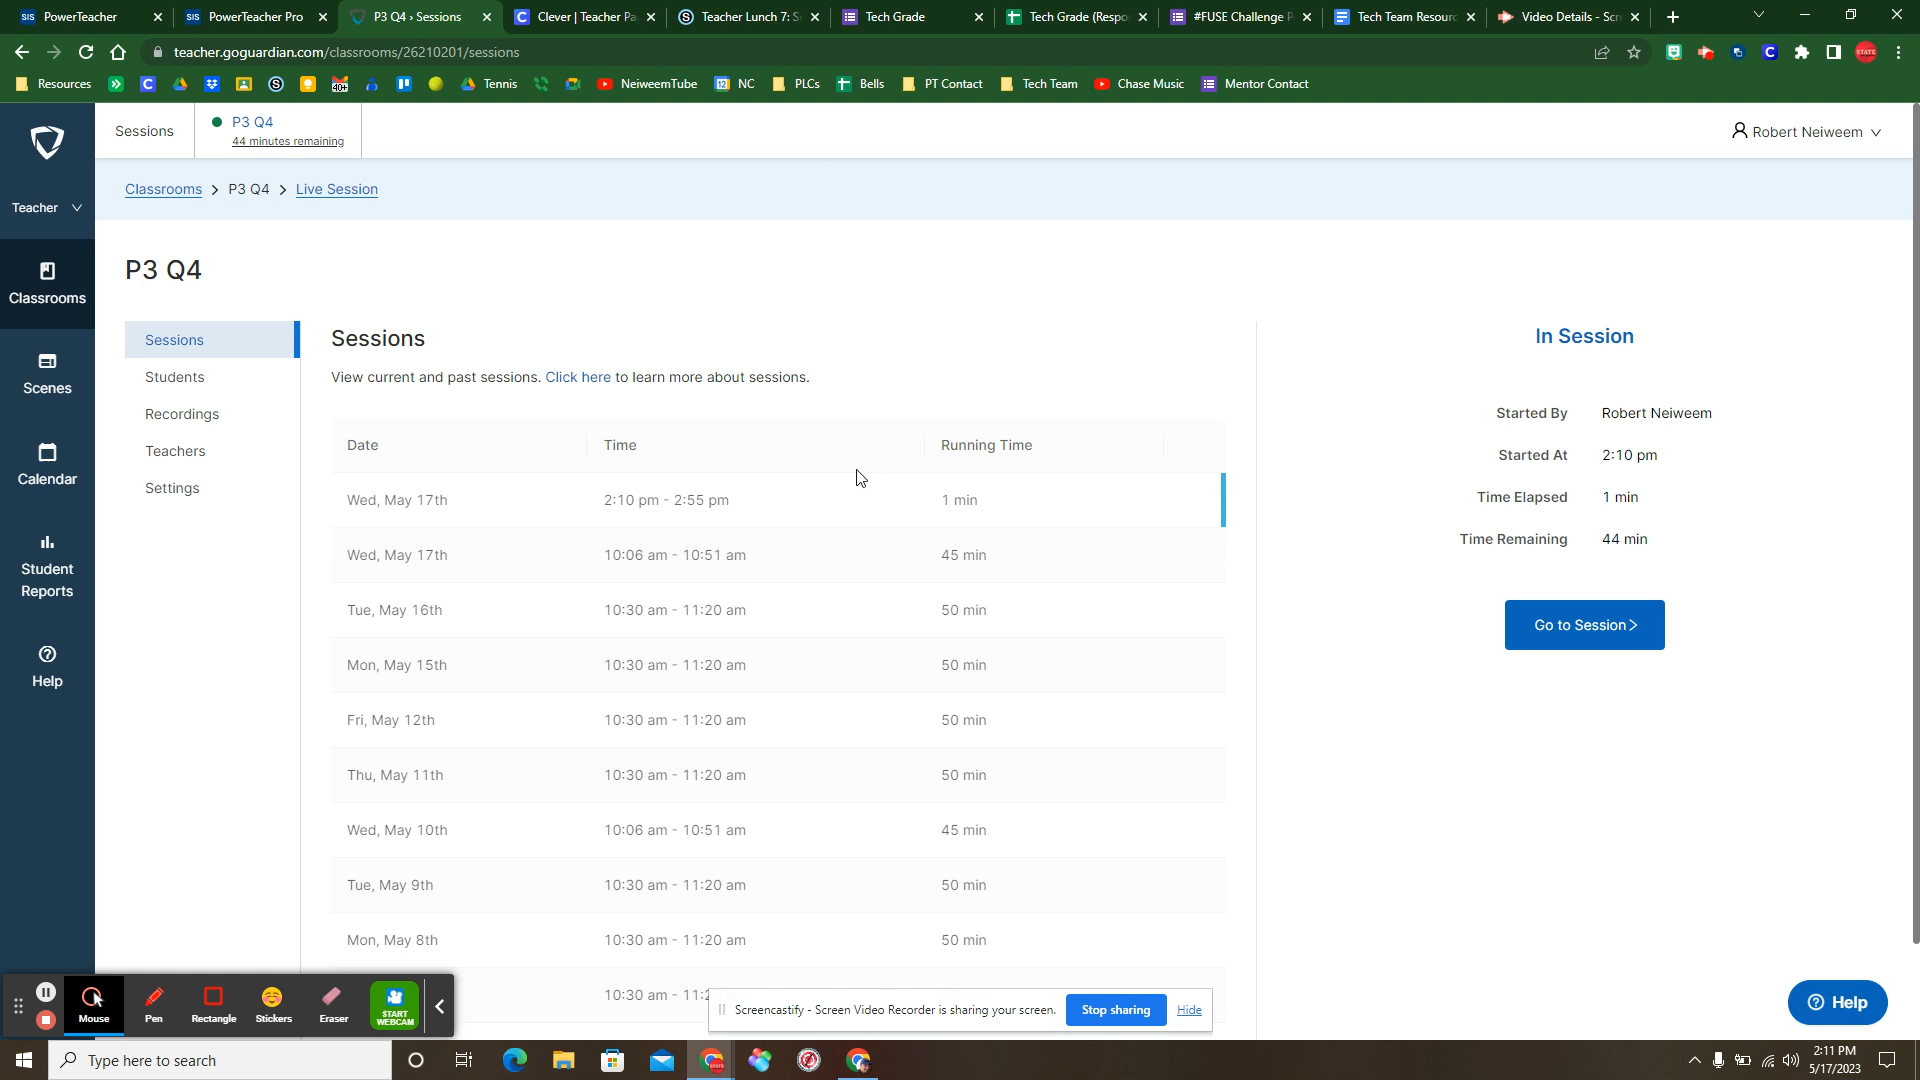 SIS PowerTeacher
SIS PowerTeacher Pro
P3 Q4 › Sessions
Clever | Teacher Pa
Teacher Lunch 7: S
Tech Grade
Tech Grade (Respo
#FUSE Challenge P
Tech Team Resourc
Video Details - Scr
teacher.goguardian.com/classrooms/26210201/sessions
STATE
Resources
40+
Tennis
NeiweemTube
12 NC
PLCs
Bells
PT Contact
Tech Team
Chase Music
Mentor Contact
Sessions
P3 Q4
44 minutes remaining
Robert Neiweem
Classrooms > P3 Q4 > Live Session
Teacher
Classrooms
Scenes
Calendar
Student
Reports
Help
P3 Q4
Sessions
Students
Recordings
Teachers
Settings
Sessions
View current and past sessions. Click here to learn more about sessions.
Date Time Running Time
Wed, May 17th 2:10 pm - 2:55 pm 1 min
Wed, May 17th 10:06 am - 10:51 am 45 min
Tue, May 16th 10:30 am - 11:20 am 50 min
Mon, May 15th 10:30 am - 11:20 am 50 min
Fri, May 12th 10:30 am - 11:20 am 50 min
Thu, May 11th 10:30 am - 11:20 am 50 min
Wed, May 10th 10:06 am - 10:51 am 45 min
Tue, May 9th 10:30 am - 11:20 am 50 min
Mon, May 8th 10:30 am - 11:20 am 50 min
10:30 am - 11:2
In Session
Started By Robert Neiweem
Started At 2:10 pm
Time Elapsed 1 min
Time Remaining 44 min
Go to Session >
Help
Mouse
Pen
Rectangle
Stickers
Eraser
START
WEBCAM
Screencastify - Screen Video Recorder is sharing your screen.
Stop sharing
Hide
Type here to search
2:11 PM
5/17/2023